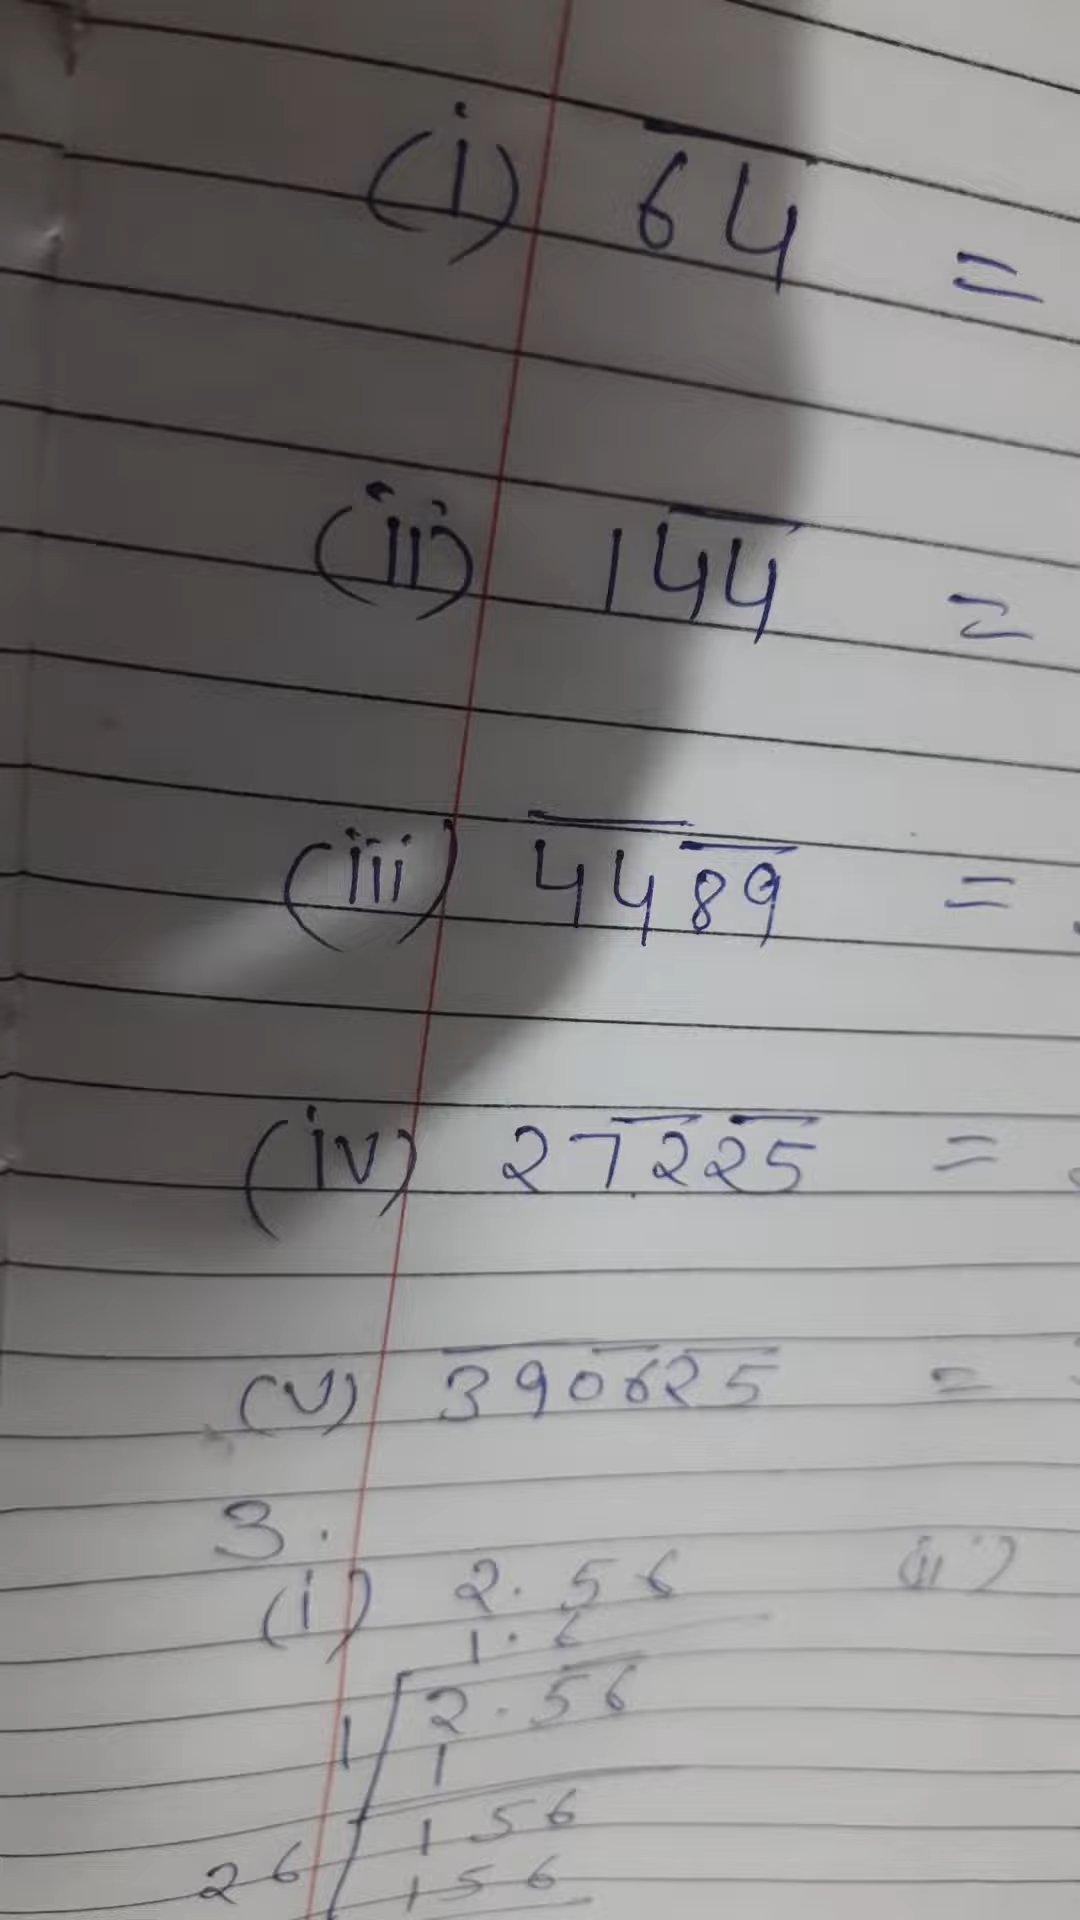 (i) 64 =
(ii) 144 =
(iii) 4489 =
(iv) 27225 =
(v) 390625 =
3.
(i) 2.56 (ii)
1.6
1 2.56
1
26 156
156